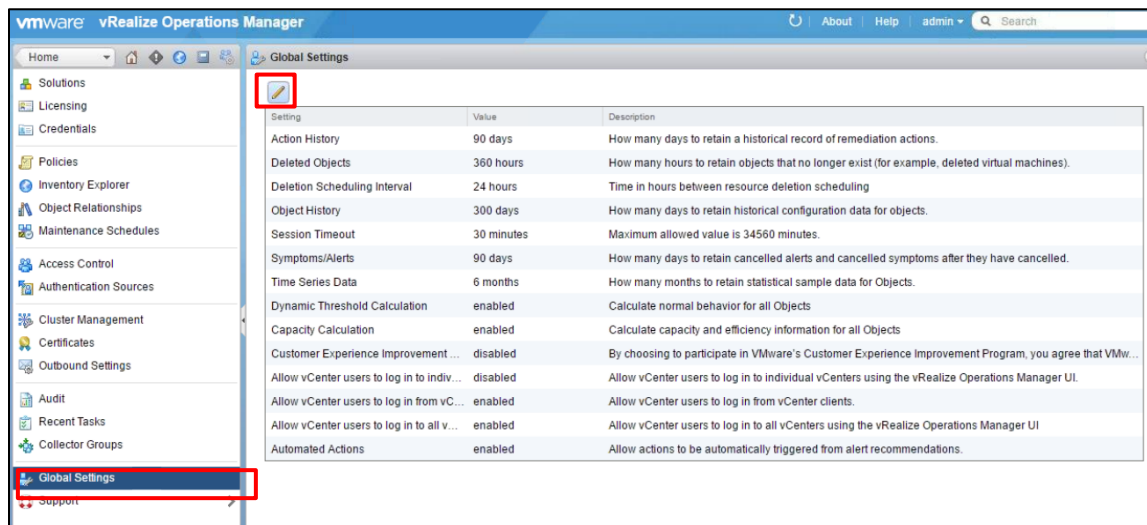 vmware vRealize Operations Manager
About Help admin Search
Home
Global Settings
Solutions
Licensing
Credentials
Policies
Inventory Explorer
Object Relationships
Maintenance Schedules
Access Control
Authentication Sources
Cluster Management
Certificates
Outbound Settings
Audit
Recent Tasks
Collector Groups
Global Settings
Support
Setting Value Description
Action History 90 days How many days to retain a historical record of remediation actions.
Deleted Objects 360 hours How many hours to retain objects that no longer exist (for example, deleted virtual machines).
Deletion Scheduling Interval 24 hours Time in hours between resource deletion scheduling
Object History 300 days How many days to retain historical configuration data for objects.
Session Timeout 30 minutes Maximum allowed value is 34560 minutes.
Symptoms/Alerts 90 days How many days to retain cancelled alerts and cancelled symptoms after they have cancelled.
Time Series Data 6 months How many months to retain statistical sample data for Objects.
Dynamic Threshold Calculation enabled Calculate normal behavior for all Objects
Capacity Calculation enabled Calculate capacity and efficiency information for all Objects
Customer Experience Improvement ... disabled By choosing to participate in VMware's Customer Experience Improvement Program, you agree that VMw...
Allow vCenter users to log in to indiv... disabled Allow vCenter users to log in to individual vCenters using the vRealize Operations Manager UI.
Allow vCenter users to log in from vC... enabled Allow vCenter users to log in from vCenter clients.
Allow vCenter users to log in to all v... enabled Allow vCenter users to log in to all vCenters using the vRealize Operations Manager UI
Automated Actions enabled Allow actions to be automatically triggered from alert recommendations.